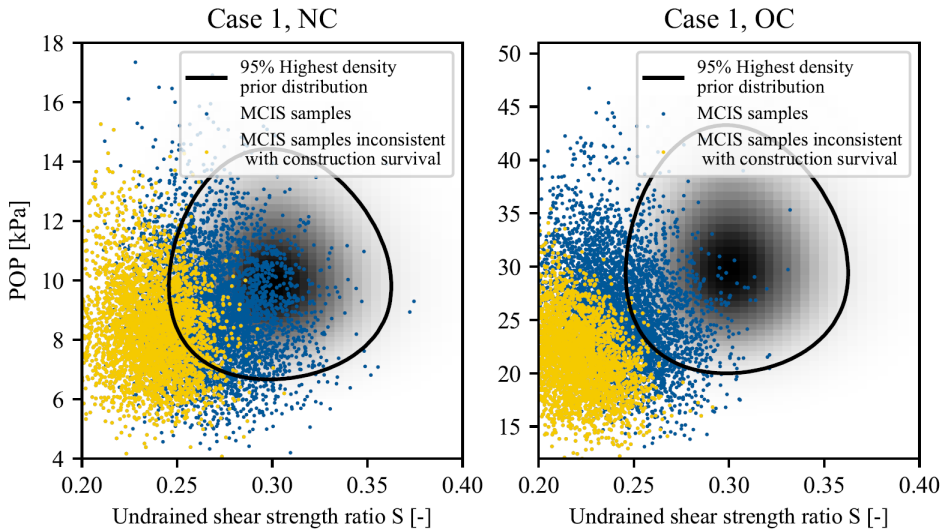 Case 1, NC
18
16
14
12
10
8
6
4
POP [kPa]
95% Highest density
prior distribution
MCIS samples
MCIS samples inconsistent
with construction survival
0.20
0.25
0.30
0.35
0.40
Undrained shear strength ratio S [-]
Case 1, OC
50
45
40
35
30
25
20
15
95% Highest density
prior distribution
MCIS samples
MCIS samples inconsistent
with construction survival
0.20
0.25
0.30
0.35
0.40
Undrained shear strength ratio S [-]